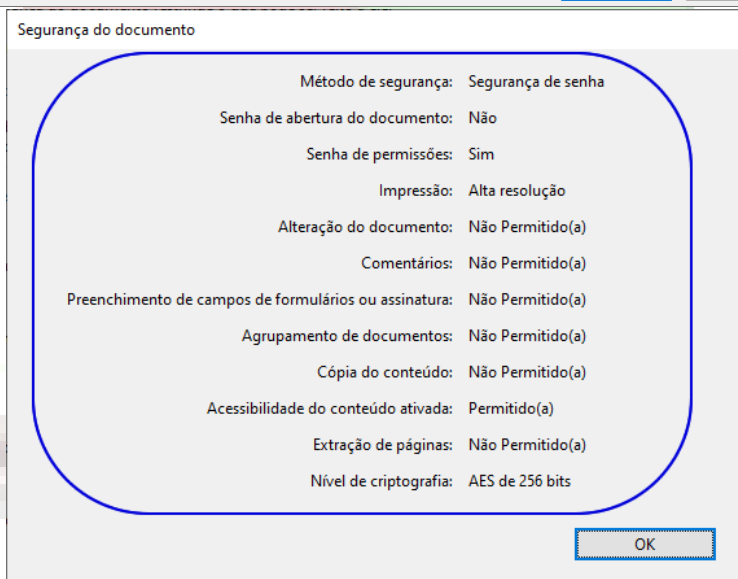 Segurança do documento
Método de segurança: Segurança de senha
Senha de abertura do documento: Não
Senha de permissões: Sim
Impressão: Alta resolução
Alteração do documento: Não Permitido(a)
Comentários: Não Permitido(a)
Preenchimento de campos de formulários ou assinatura: Não Permitido(a)
Agrupamento de documentos: Não Permitido(a)
Cópia do conteúdo: Não Permitido(a)
Acessibilidade do conteúdo ativada: Permitido(a)
Extração de páginas: Não Permitido(a)
Nível de criptografia: AES de 256 bits
OK